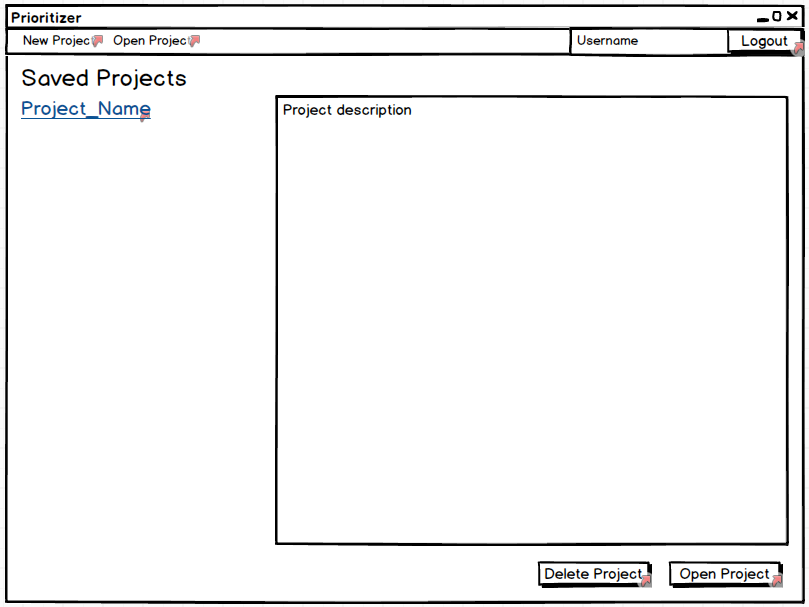 Prioritizer
New Projec Open Projec Username Logout
Saved Projects
Project_Name
Project description
Delete Project Open Project